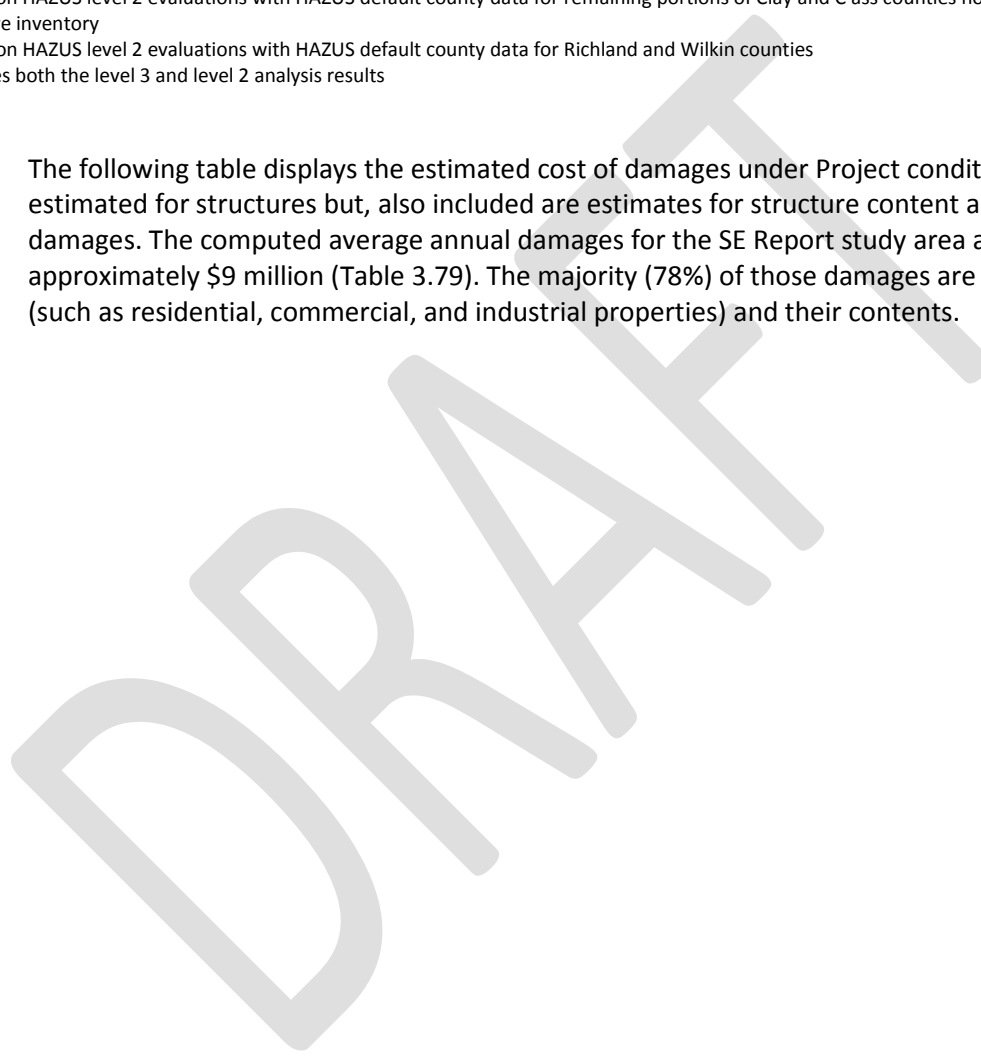 on HAZUS level 2 evaluations with HAZUS default county data for remaining portions of Clay and C ass counties
e inventory
on HAZUS level 2 evaluations with HAZUS default county data for Richland and Wilkin counties
es both the level 3 and level 2 analysis results
The following table displays the estimated cost of damages under Project condit
estimated for structures but, also included are estimates for structure content a
damages. The computed average annual damages for the SE Report study area a
approximately $9 million (Table 3.79). The majority (78%) of those damages are
(such as residential, commercial, and industrial properties) and their contents.
DRAFT